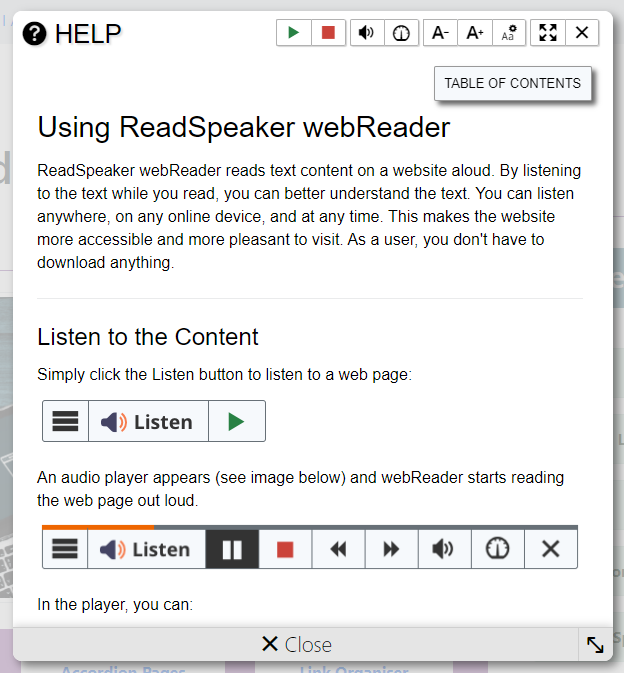 ? HELP
A- A+ Aa
TABLE OF CONTENTS
Using ReadSpeaker webReader
ReadSpeaker webReader reads text content on a website aloud. By listening
to the text while you read, you can better understand the text. You can listen
anywhere, on any online device, and at any time. This makes the website
more accessible and more pleasant to visit. As a user, you don't have to
download anything.
Listen to the Content
Simply click the Listen button to listen to a web page:
Listen
An audio player appears (see image below) and webReader starts reading
the web page out loud.
Listen
In the player, you can:
Close
Accordion Pages
Link Organiser